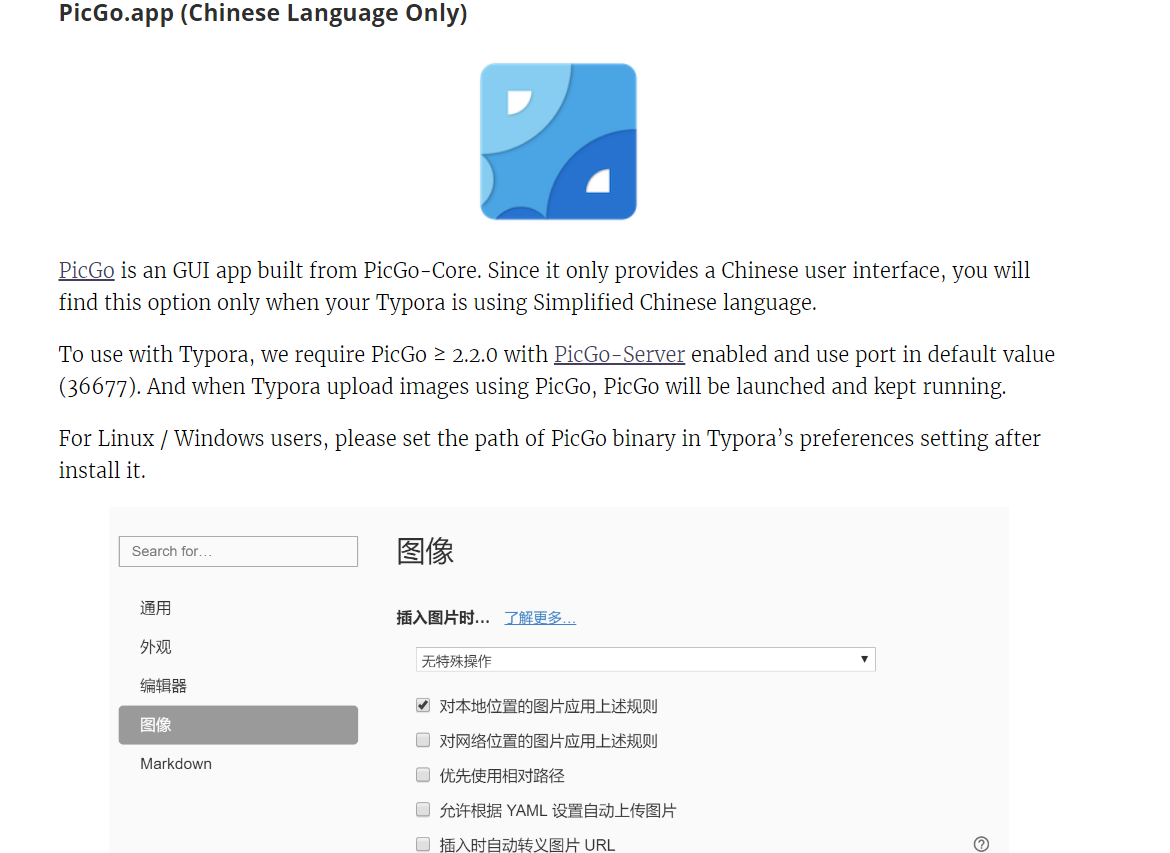 PicGo.app (Chinese Language Only)
PicGo is an GUI app built from PicGo-Core. Since it only provides a Chinese user interface, you will
find this option only when your Typora is using Simplified Chinese language.
To use with Typora, we require PicGo ≥ 2.2.0 with PicGo-Server enabled and use port in default value
(36677). And when Typora upload images using PicGo, PicGo will be launched and kept running.
For Linux / Windows users, please set the path of PicGo binary in Typora’s preferences setting after
install it.
Search for…
通用
外观
编辑器
图像
Markdown
图像
插入图片时… 了解更多…
无特殊操作
对本地位置的图片应用上述规则
对网络位置的图片应用上述规则
优先使用相对路径
允许根据 YAML 设置自动上传图片
插入时自动转义图片 URL